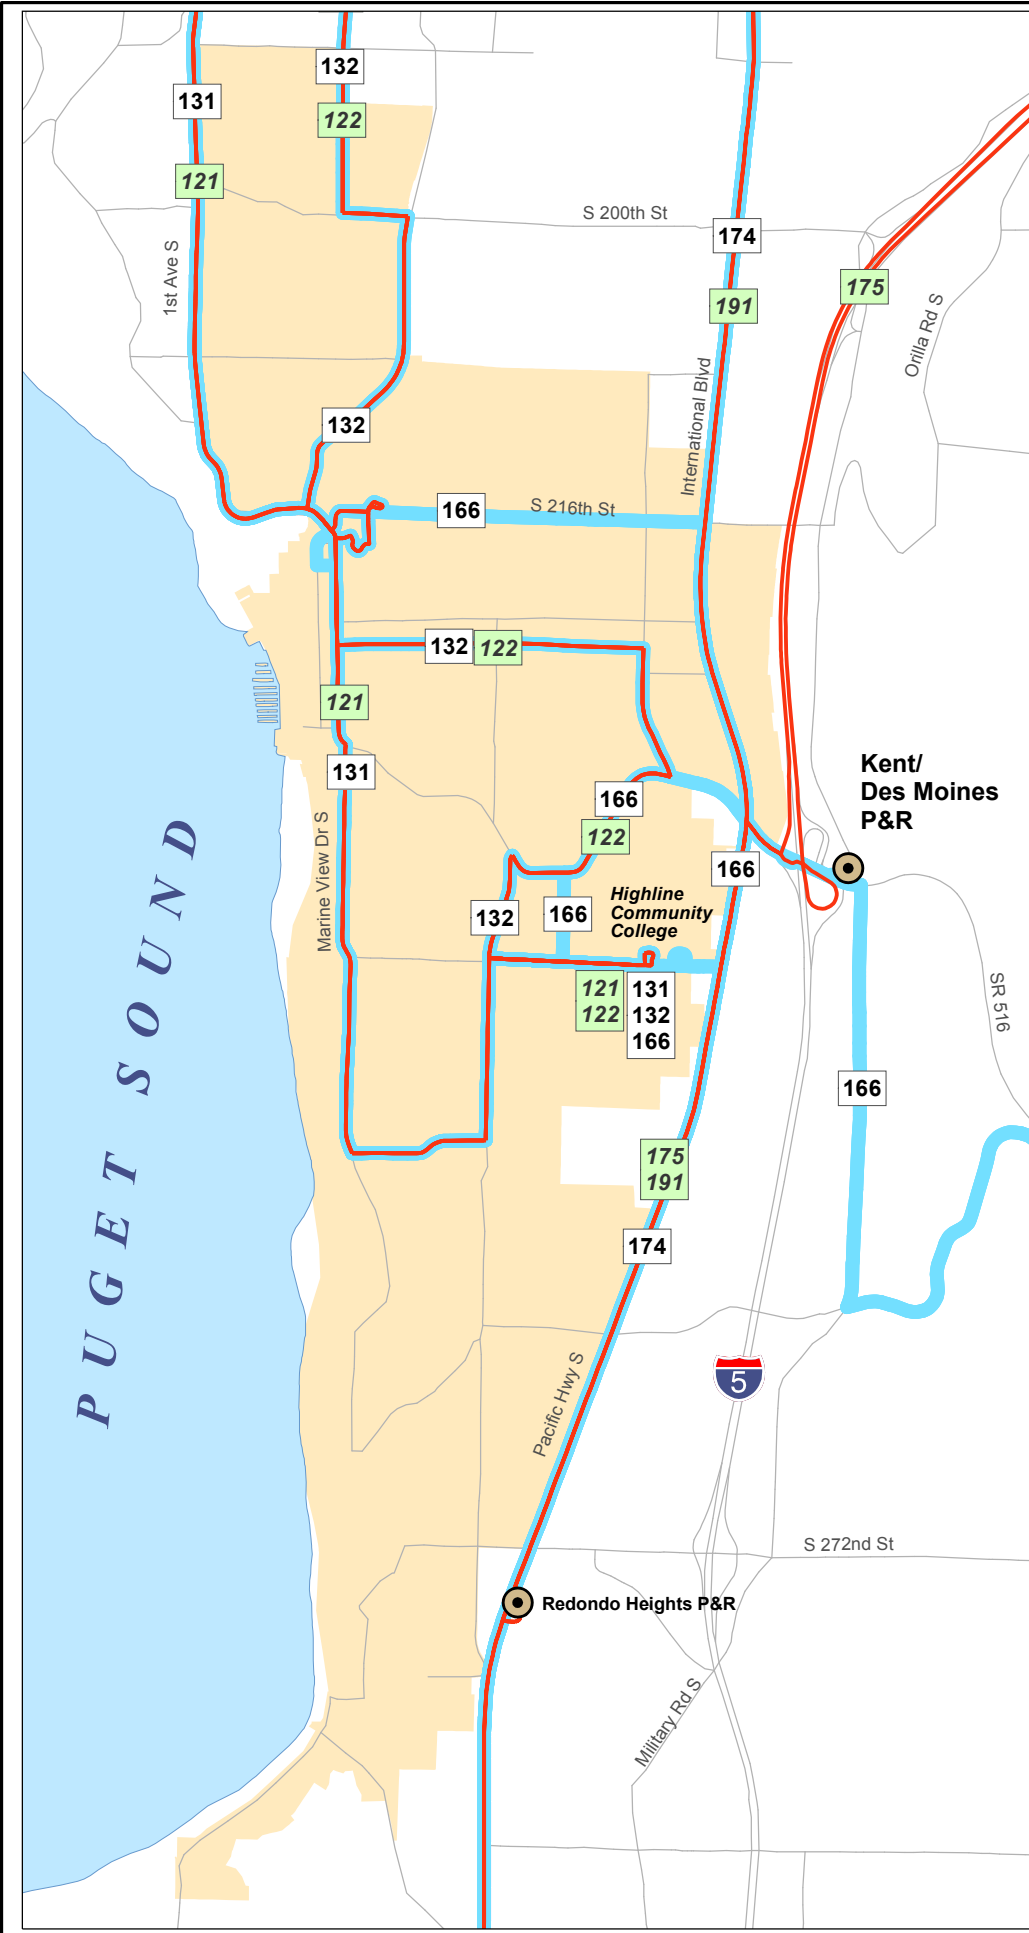 132
131
122
121
S 200th St
174
1st Ave S
175
191
Orilla Rd S
International Blvd
132
166
S 216th St
132
122
121
Kent/
Des Moines
P&R
131
166
122
Marine View Dr S
166
Highline
Community
College
132
166
121
122
131
132
166
SR 516
166
PUGET SOUND
175
191
174
Pacific Hwy S
5
S 272nd St
Redondo Heights P&R
Military Rd S